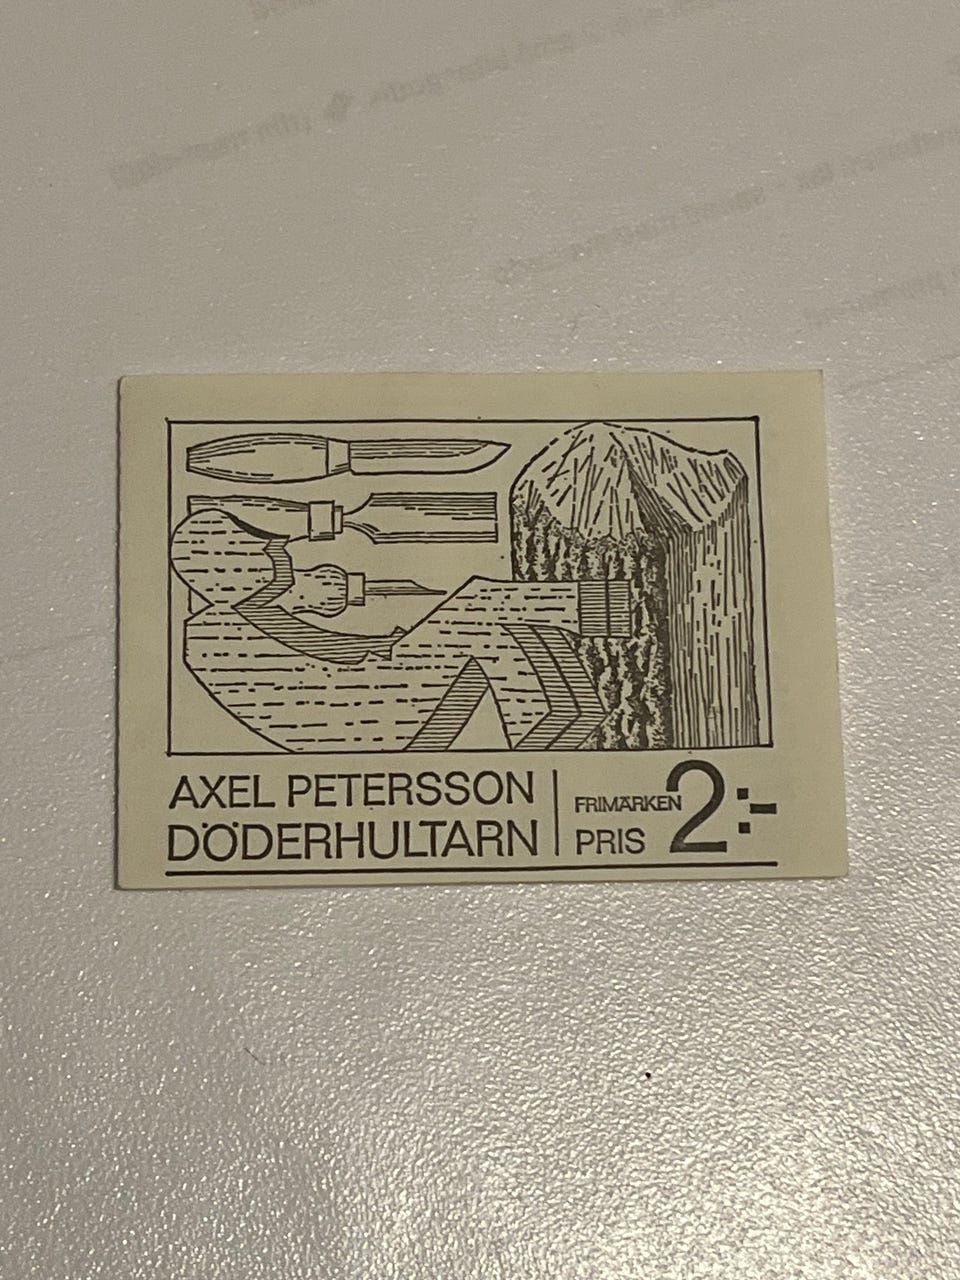 AXEL PETERSSON
DÖDERHULTARN
FRIMÄRKEN
PRIS 2:-